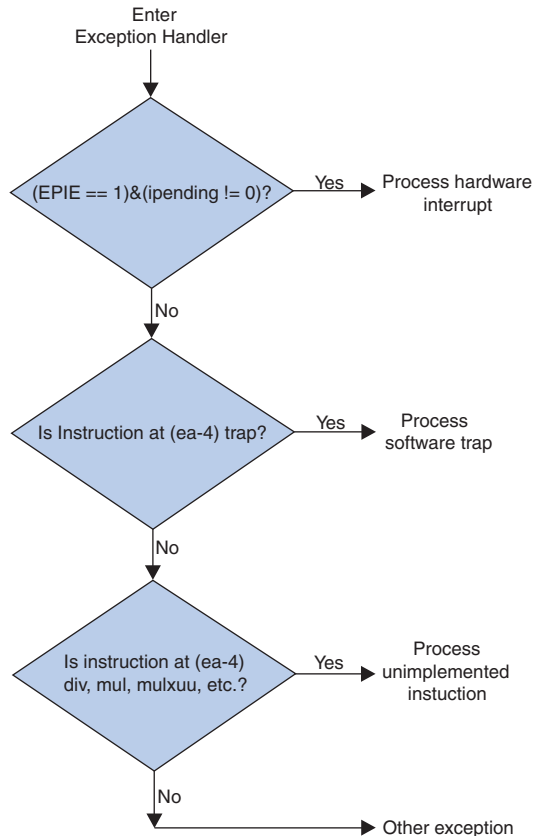 Enter
Exception Handler
(EPIE == 1)&(ipending != 0)?
Yes
Process hardware
interrupt
No
Is Instruction at (ea-4) trap?
Yes
Process
software trap
No
Is instruction at (ea-4)
div, mul, mulxuu, etc.?
Yes
Process
unimplemented
instuction
No
Other exception